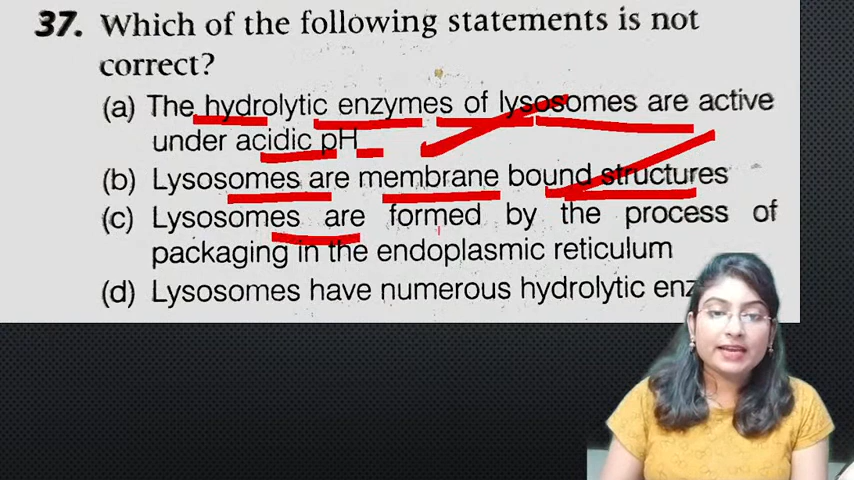 37. Which of the following statements is not
correct?
(a) The hydrolytic enzymes of lysosomes are active
under acidic pH
(b) Lysosomes are membrane bound structures
(c) Lysosomes are formed by the process of
packaging in the endoplasmic reticulum
(d) Lysosomes have numerous hydrolytic